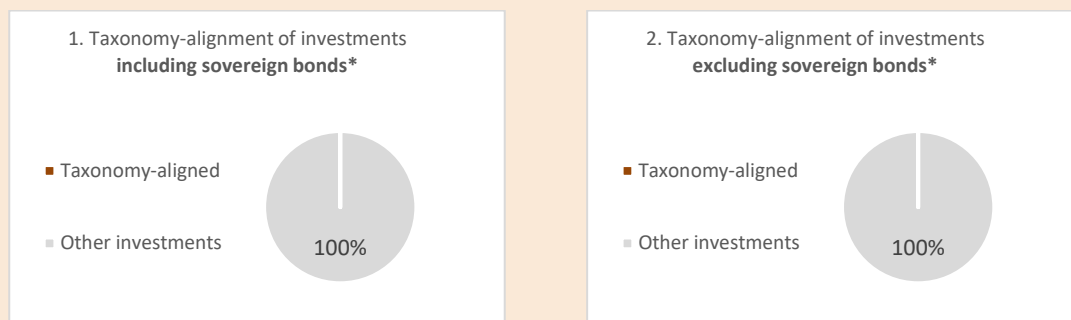 1. Taxonomy-alignment of investments
including sovereign bonds*
Taxonomy-aligned
Other investments
100%
2. Taxonomy-alignment of investments
excluding sovereign bonds*
Taxonomy-aligned
Other investments
100%